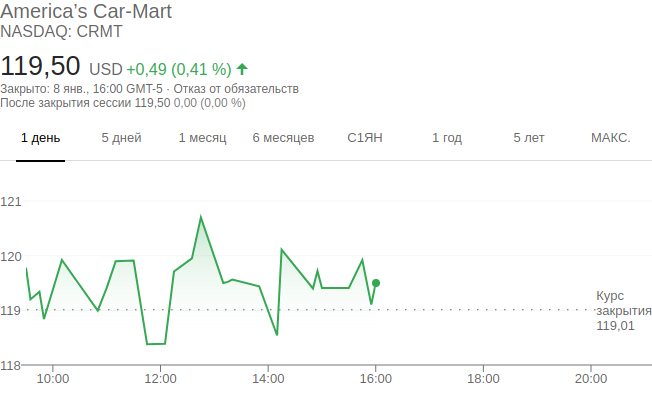 America’s Car-Mart
NASDAQ: CRMT
119,50 USD +0,49 (0,41 %)
Закрыто: 8 янв., 16:00 GMT-5 · Отказ от обязательств
После закрытия сессии 119,50 0,00 (0,00 %)
1 день 5 дней 1 месяц 6 месяцев С1ЯН 1 год 5 лет МАКС.
121
120
119
118
Курс
закрытия
119,01
10:00 12:00 14:00 16:00 18:00 20:00